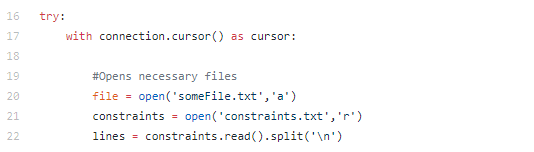 16 try:
17     with connection.cursor() as cursor:
18
19         #Opens necessary files
20         file = open('someFile.txt','a')
21         constraints = open('constraints.txt','r')
22         lines = constraints.read().split('\n')